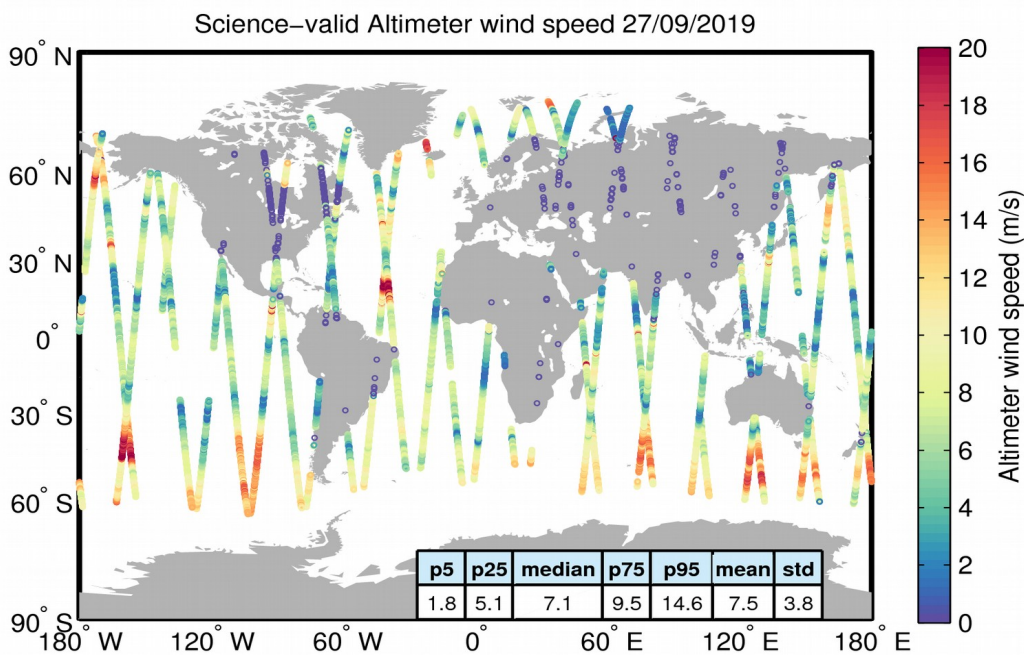 Science−valid Altimeter wind speed 27/09/2019
90° N
60° N
30° N
0°
30° S
60° S
90° S
180° W 120° W 60° W 0° 60° E 120° E 180° E
p5 p25 median p75 p95 mean std
1.8 5.1 7.1 9.5 14.6 7.5 3.8
20
18
16
14
12
10
8
6
4
2
0
Altimeter wind speed (m/s)